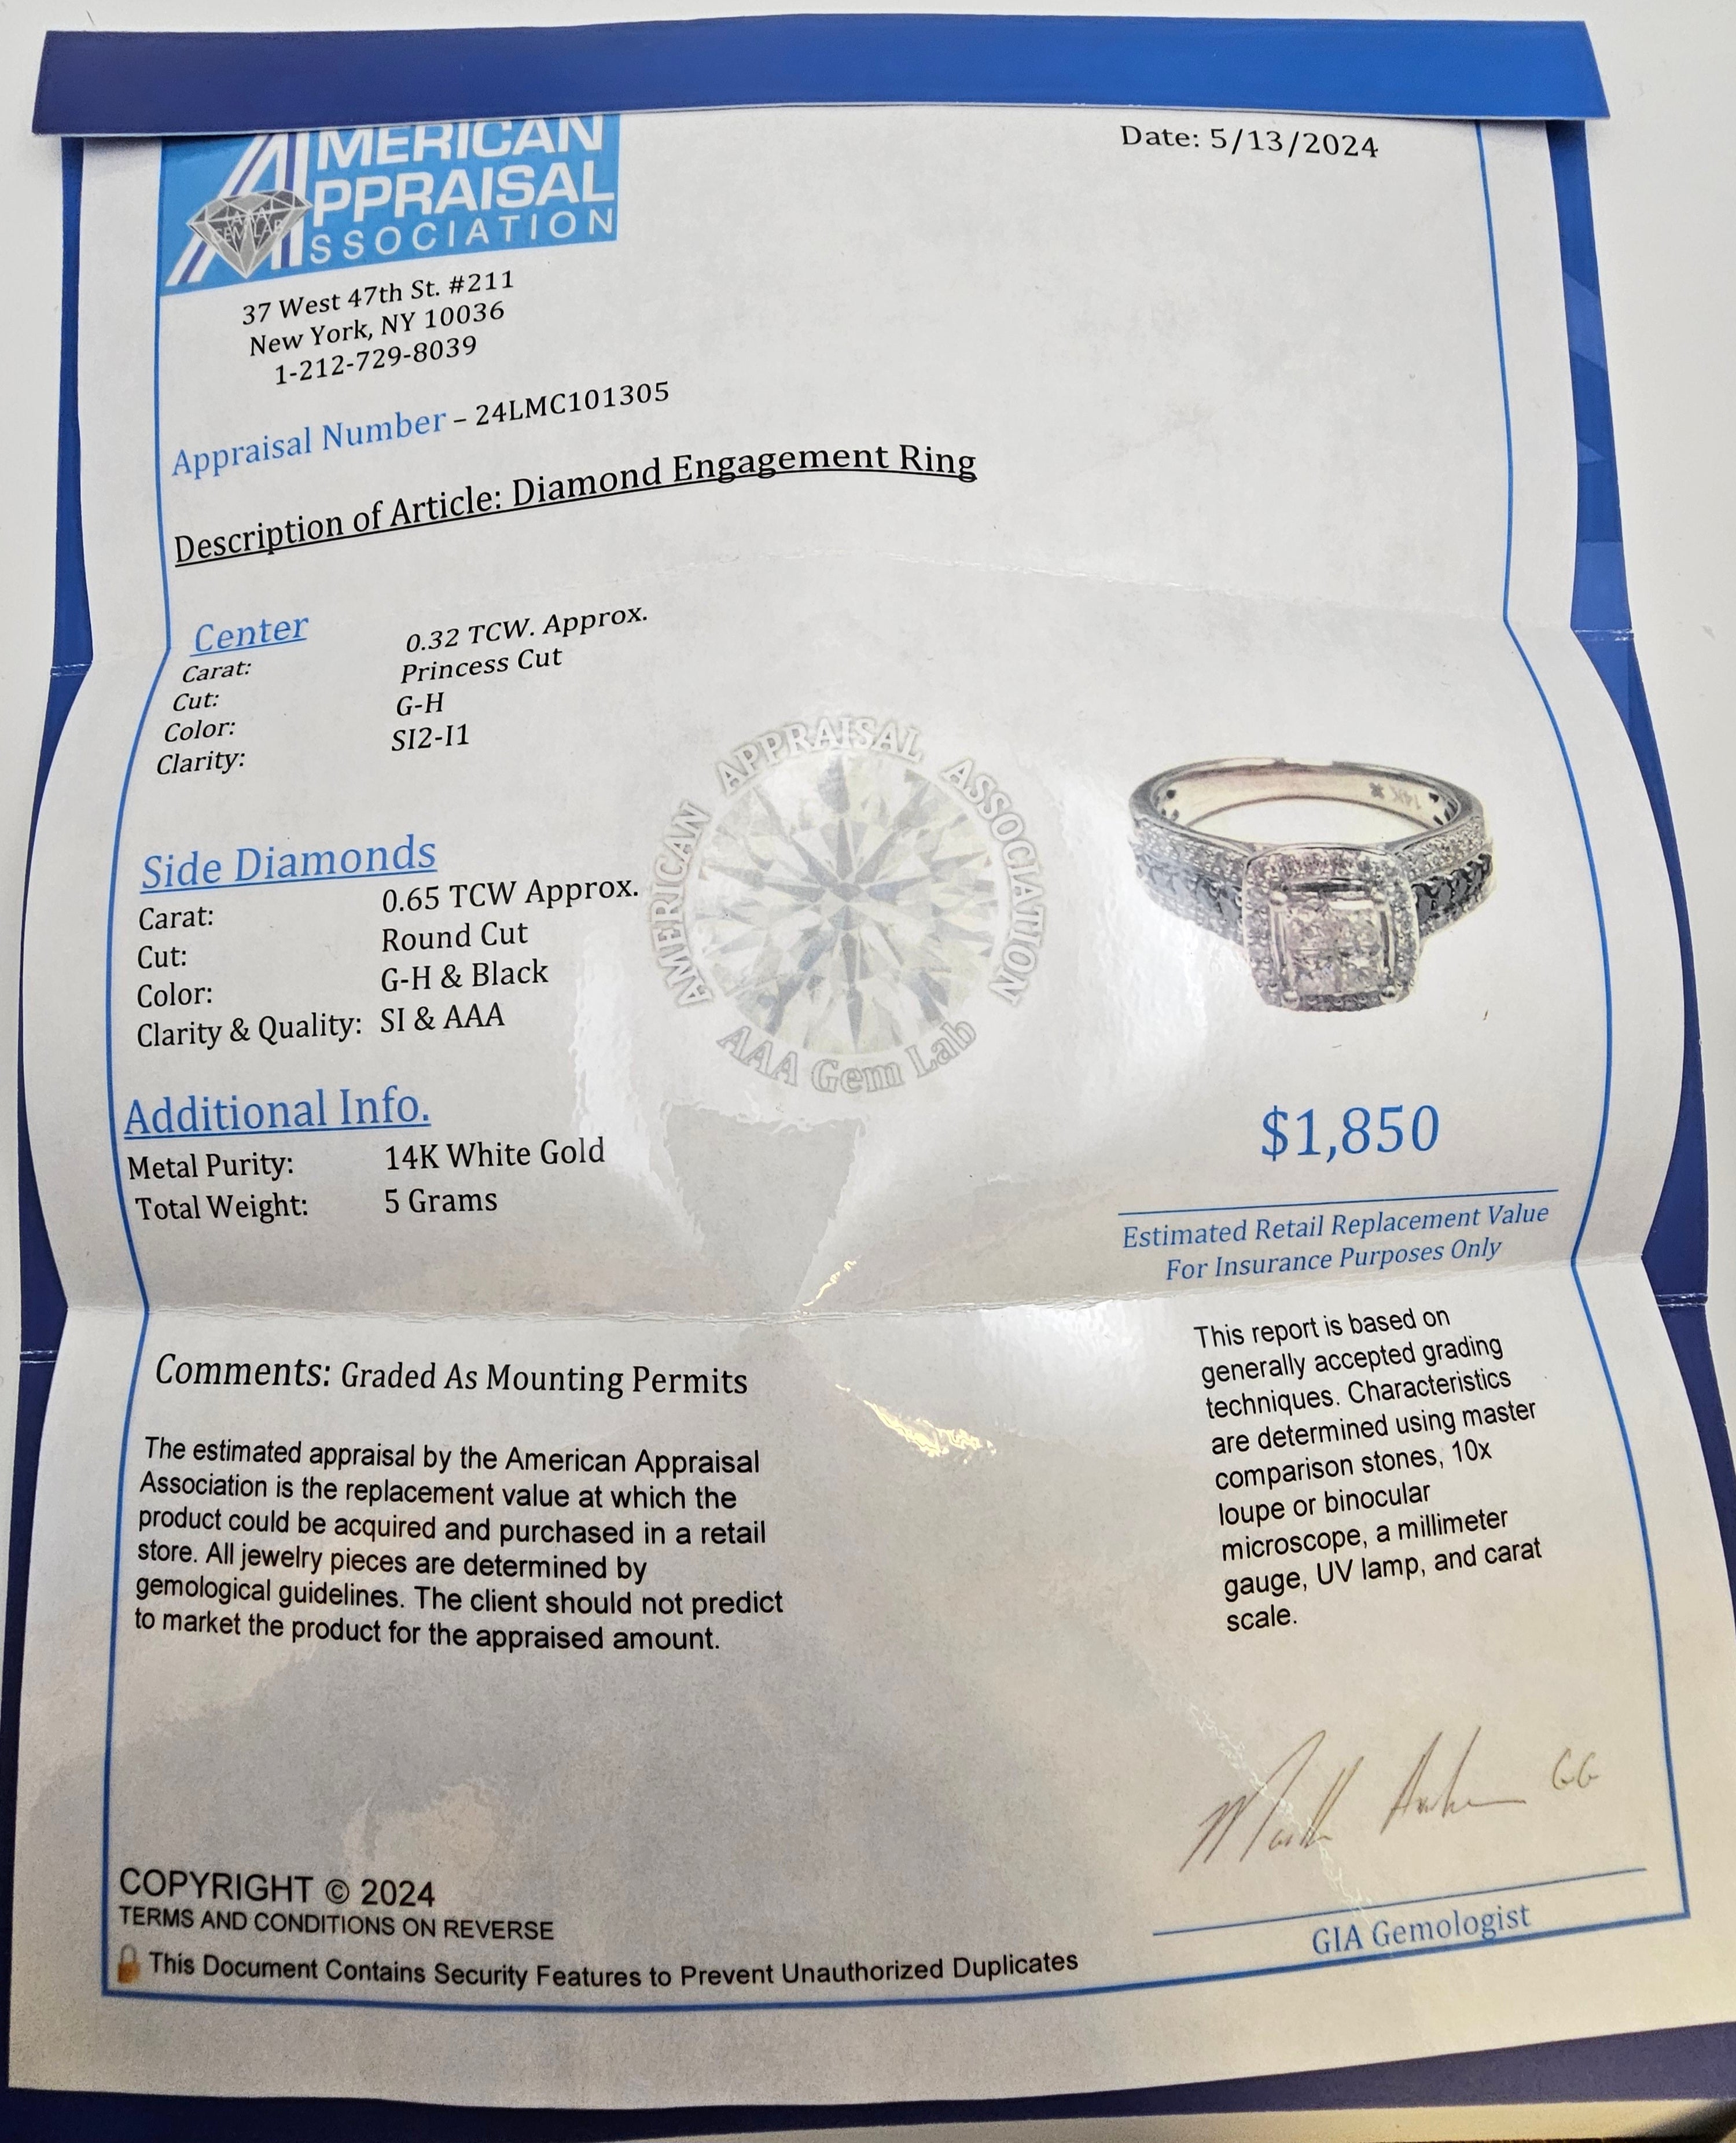 AMERICAN
APPRAISAL
ASSOCIATION
AAA
GEM LAB
Date: 5/13/2024
37 West 47th St. #211
New York, NY 10036
1-212-729-8039
Appraisal Number – 24LMC101305
Description of Article: Diamond Engagement Ring
Center
Carat: 0.32 TCW. Approx.
Cut: Princess Cut
Color: G-H
Clarity: SI2-I1
Side Diamonds
Carat: 0.65 TCW Approx.
Cut: Round Cut
Color: G-H & Black
Clarity & Quality: SI & AAA
AMERICAN APPRAISAL ASSOCIATION
AAA Gem Lab
14K
Additional Info.
Metal Purity: 14K White Gold
Total Weight: 5 Grams
$1,850
Estimated Retail Replacement Value
For Insurance Purposes Only
Comments: Graded As Mounting Permits
The estimated appraisal by the American Appraisal
Association is the replacement value at which the
product could be acquired and purchased in a retail
store. All jewelry pieces are determined by
gemological guidelines. The client should not predict
to market the product for the appraised amount.
This report is based on
generally accepted grading
techniques. Characteristics
are determined using master
comparison stones, 10x
loupe or binocular
microscope, a millimeter
gauge, UV lamp, and carat
scale.
GG
GIA Gemologist
COPYRIGHT © 2024
TERMS AND CONDITIONS ON REVERSE
This Document Contains Security Features to Prevent Unauthorized Duplicates